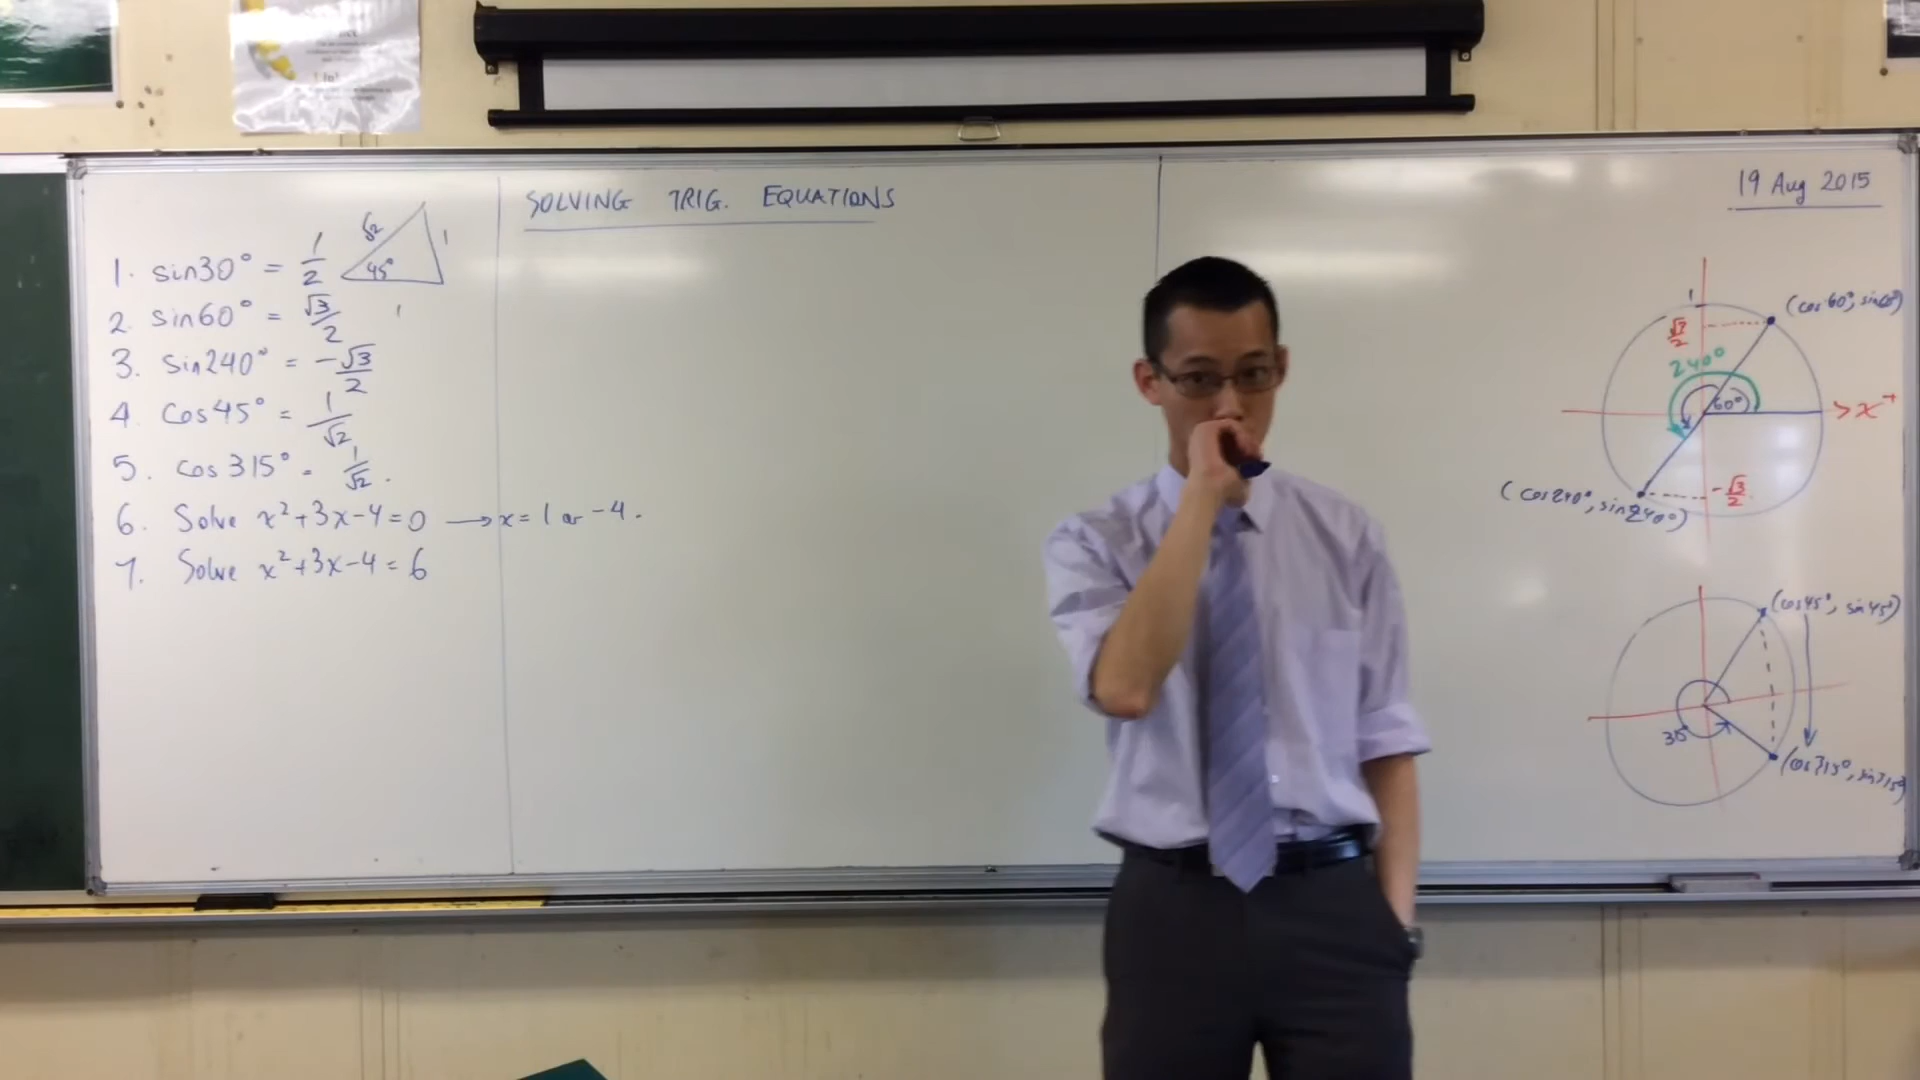 SOLVING TRIG. EQUATIONS
19 Aug 2015
1. sin30° = 1/2
√2
1
45°
1
2. sin60° = √3/2
3. sin240° = -√3/2
4. cos45° = 1/√2
5. cos315° = 1/√2.
6. Solve x²+3x-4=0 → x=1 or -4.
7. Solve x²+3x-4=6
1
(cos60°, sin60°)
√3/2
240°
60°
x
-√3/2
(cos240°, sin240°)
(cos45°, sin45°)
(cos315°, sin315°)